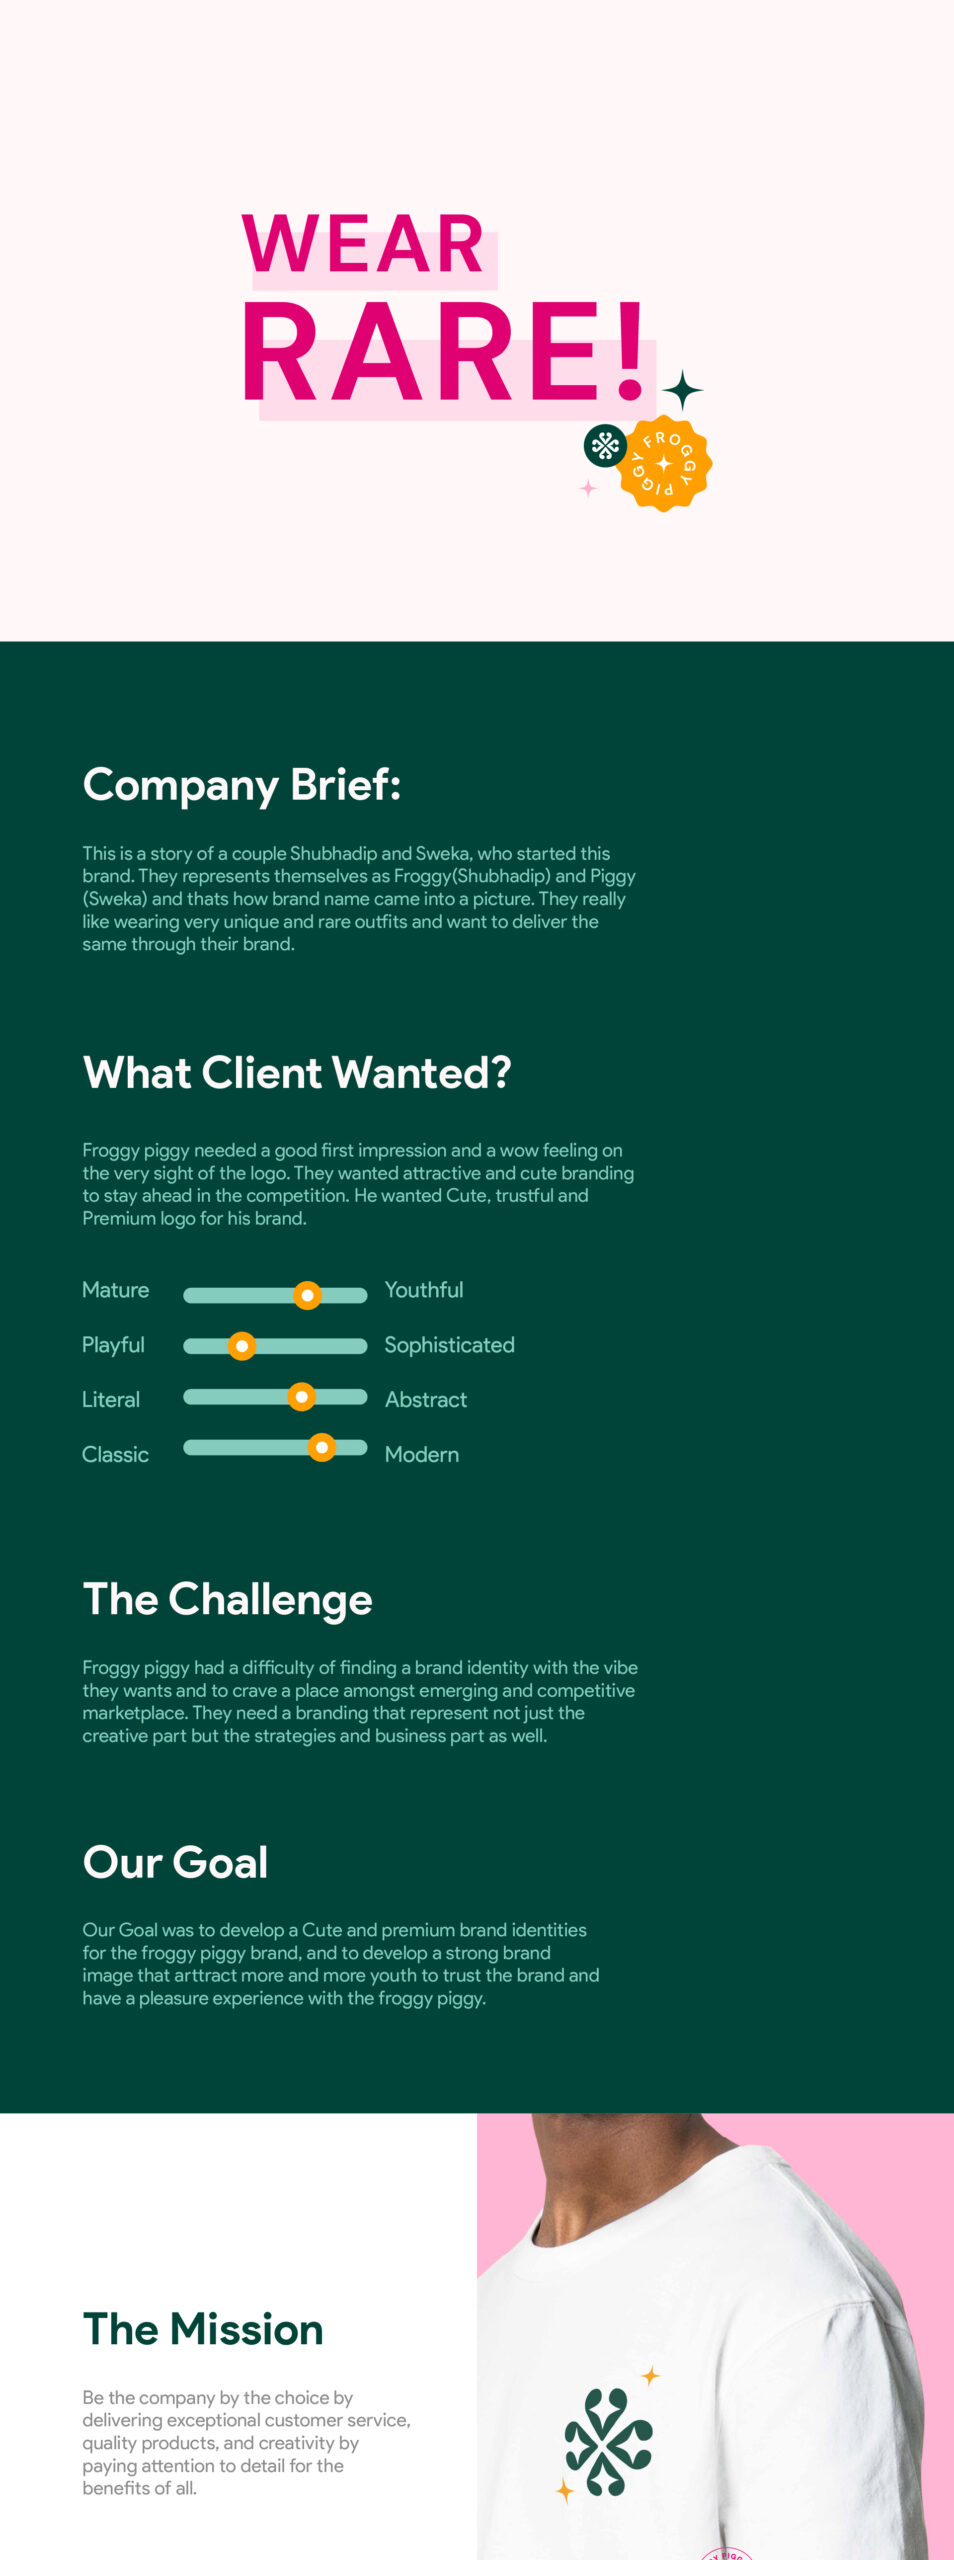 WEAR
RARE!
FROGGY PIGGY
Company Brief:
This is a story of a couple Shubhadip and Sweka, who started this
brand. They represents themselves as Froggy(Shubhadip) and Piggy
(Sweka) and thats how brand name came into a picture. They really
like wearing very unique and rare outfits and want to deliver the
same through their brand.
What Client Wanted?
Froggy piggy needed a good first impression and a wow feeling on
the very sight of the logo. They wanted attractive and cute branding
to stay ahead in the competition. He wanted Cute, trustful and
Premium logo for his brand.
Mature Youthful
Playful Sophisticated
Literal Abstract
Classic Modern
The Challenge
Froggy piggy had a difficulty of finding a brand identity with the vibe
they wants and to crave a place amongst emerging and competitive
marketplace. They need a branding that represent not just the
creative part but the strategies and business part as well.
Our Goal
Our Goal was to develop a Cute and premium brand identities
for the froggy piggy brand, and to develop a strong brand
image that arttract more and more youth to trust the brand and
have a pleasure experience with the froggy piggy.
The Mission
Be the company by the choice by
delivering exceptional customer service,
quality products, and creativity by
paying attention to detail for the
benefits of all.